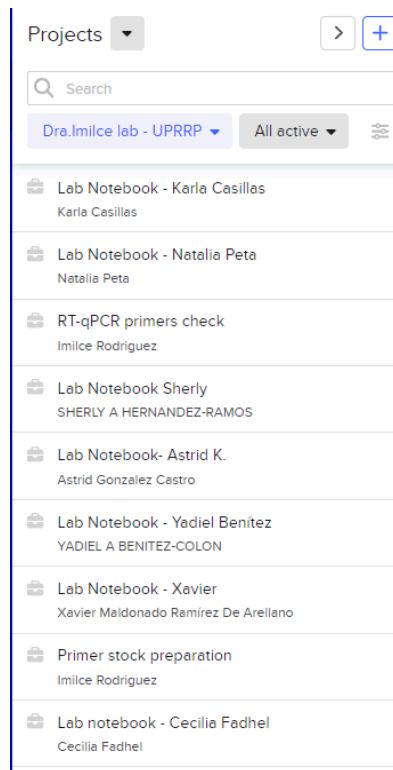 Projects
Search
Dra.Imilce lab - UPRRP
All active
Lab Notebook - Karla Casillas
Karla Casillas
Lab Notebook - Natalia Peta
Natalia Peta
RT-qPCR primers check
Imilce Rodriguez
Lab Notebook Sherly
SHERLY A HERNANDEZ-RAMOS
Lab Notebook- Astrid K.
Astrid Gonzalez Castro
Lab Notebook - Yadiel Benítez
YADIEL A BENITEZ-COLON
Lab Notebook - Xavier
Xavier Maldonado Ramírez De Arellano
Primer stock preparation
Imilce Rodriguez
Lab notebook - Cecilia Fadhel
Cecilia Fadhel